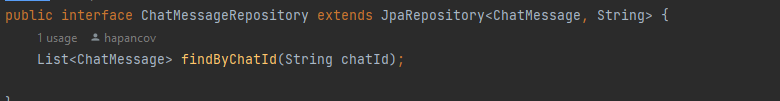 public interface ChatMessageRepository extends JpaRepository<ChatMessage, String> {
1 usage hapancov
List<ChatMessage> findByChatId(String chatId);
}